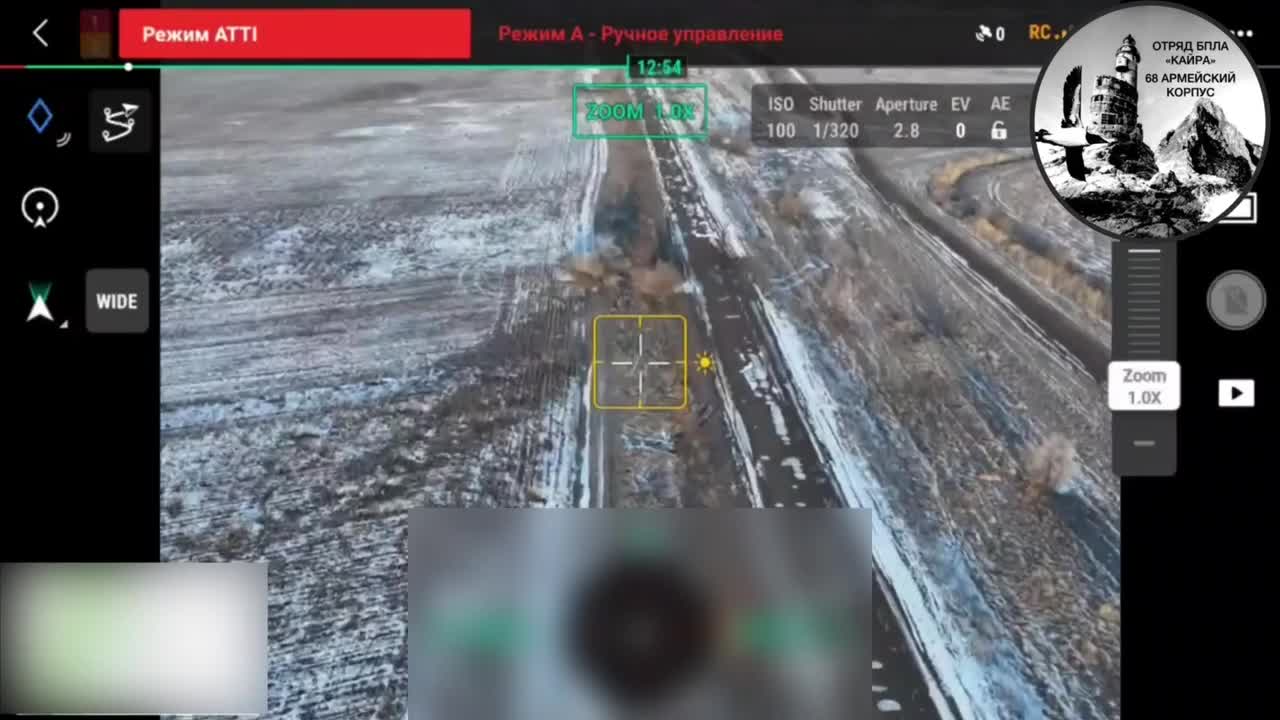 Режим ATTI
Режим A - Ручное управление
0
RC
12:54
ZOOM 1.0X
ISO Shutter Aperture EV AE
100 1/320 2.8 0
ОТРЯД БПЛА
«КАЙРА»
68 АРМЕЙСКИЙ
КОРПУС
WIDE
Zoom
1.0X